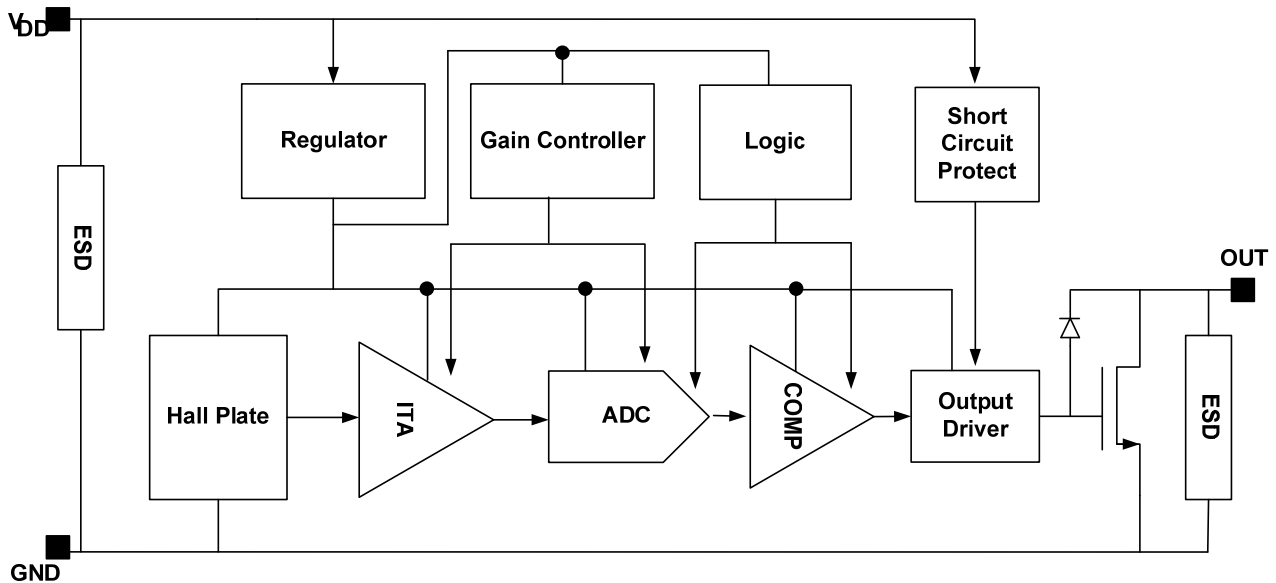 VDD
Regulator
Gain Controller
Logic
Short
Circuit
Protect
ESD
OUT
Hall Plate
ITA
ADC
COMP
Output
Driver
ESD
GND